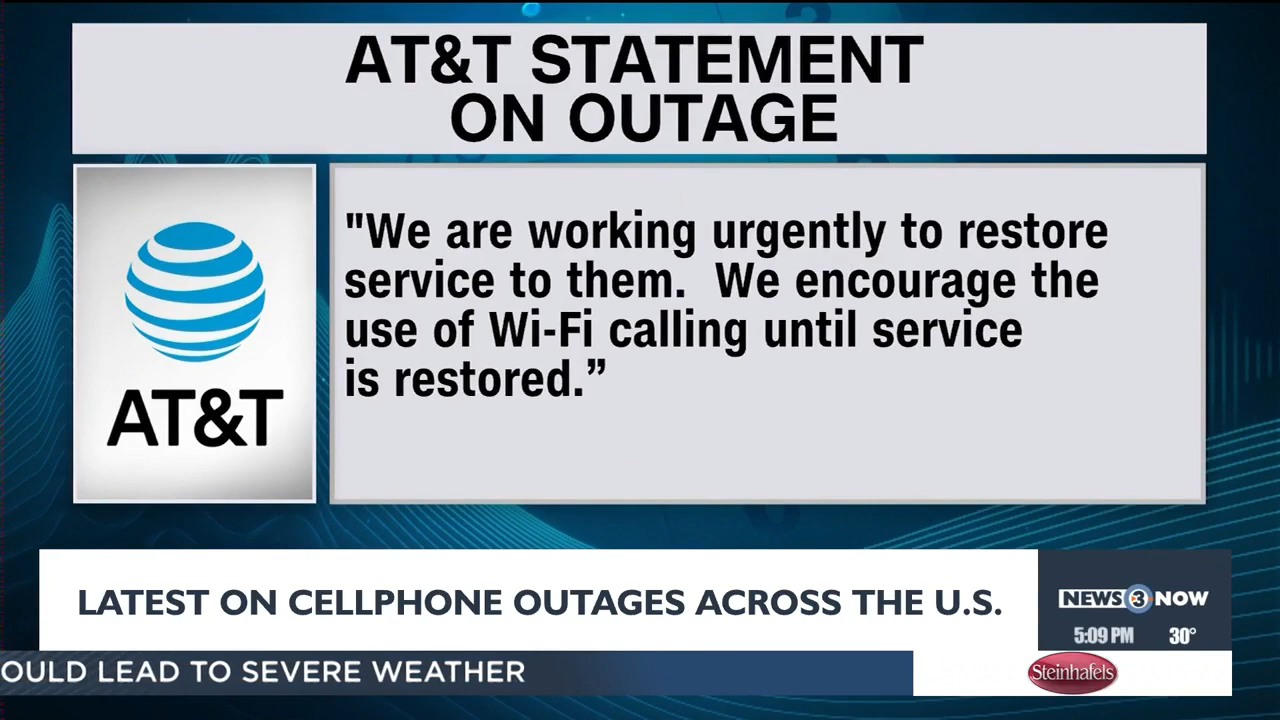 AT&T STATEMENT
ON OUTAGE
"We are working urgently to restore
service to them.  We encourage the
use of Wi-Fi calling until service
is restored.”
AT&T
LATEST ON CELLPHONE OUTAGES ACROSS THE U.S.
NEWS 3 NOW
5:09 PM 30°
OULD LEAD TO SEVERE WEATHER
Steinhafels